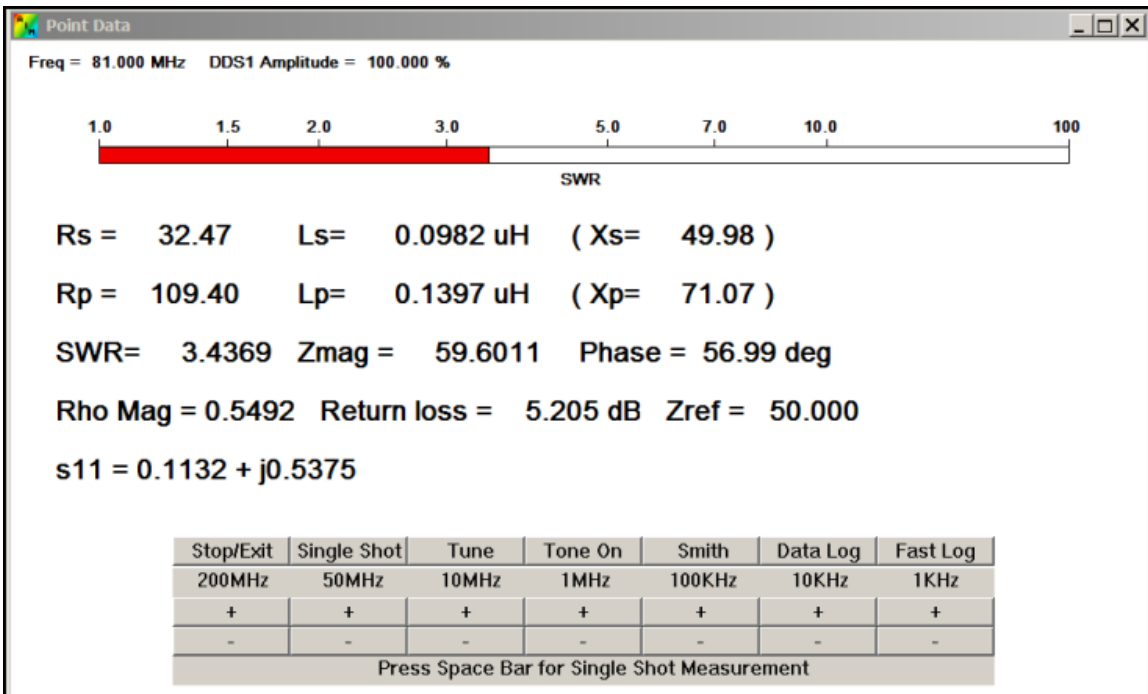 Point Data
Freq = 81.000 MHz DDS1 Amplitude = 100.000 %
1.0 1.5 2.0 3.0 5.0 7.0 10.0 100
SWR
Rs = 32.47 Ls= 0.0982 uH ( Xs= 49.98 )
Rp = 109.40 Lp= 0.1397 uH ( Xp= 71.07 )
SWR= 3.4369 Zmag = 59.6011 Phase = 56.99 deg
Rho Mag = 0.5492 Return loss = 5.205 dB Zref = 50.000
s11 = 0.1132 + j0.5375
Stop/Exit Single Shot Tune Tone On Smith Data Log Fast Log
200MHz 50MHz 10MHz 1MHz 100KHz 10KHz 1KHz
+ + + + + + +
- - - - - - -
Press Space Bar for Single Shot Measurement